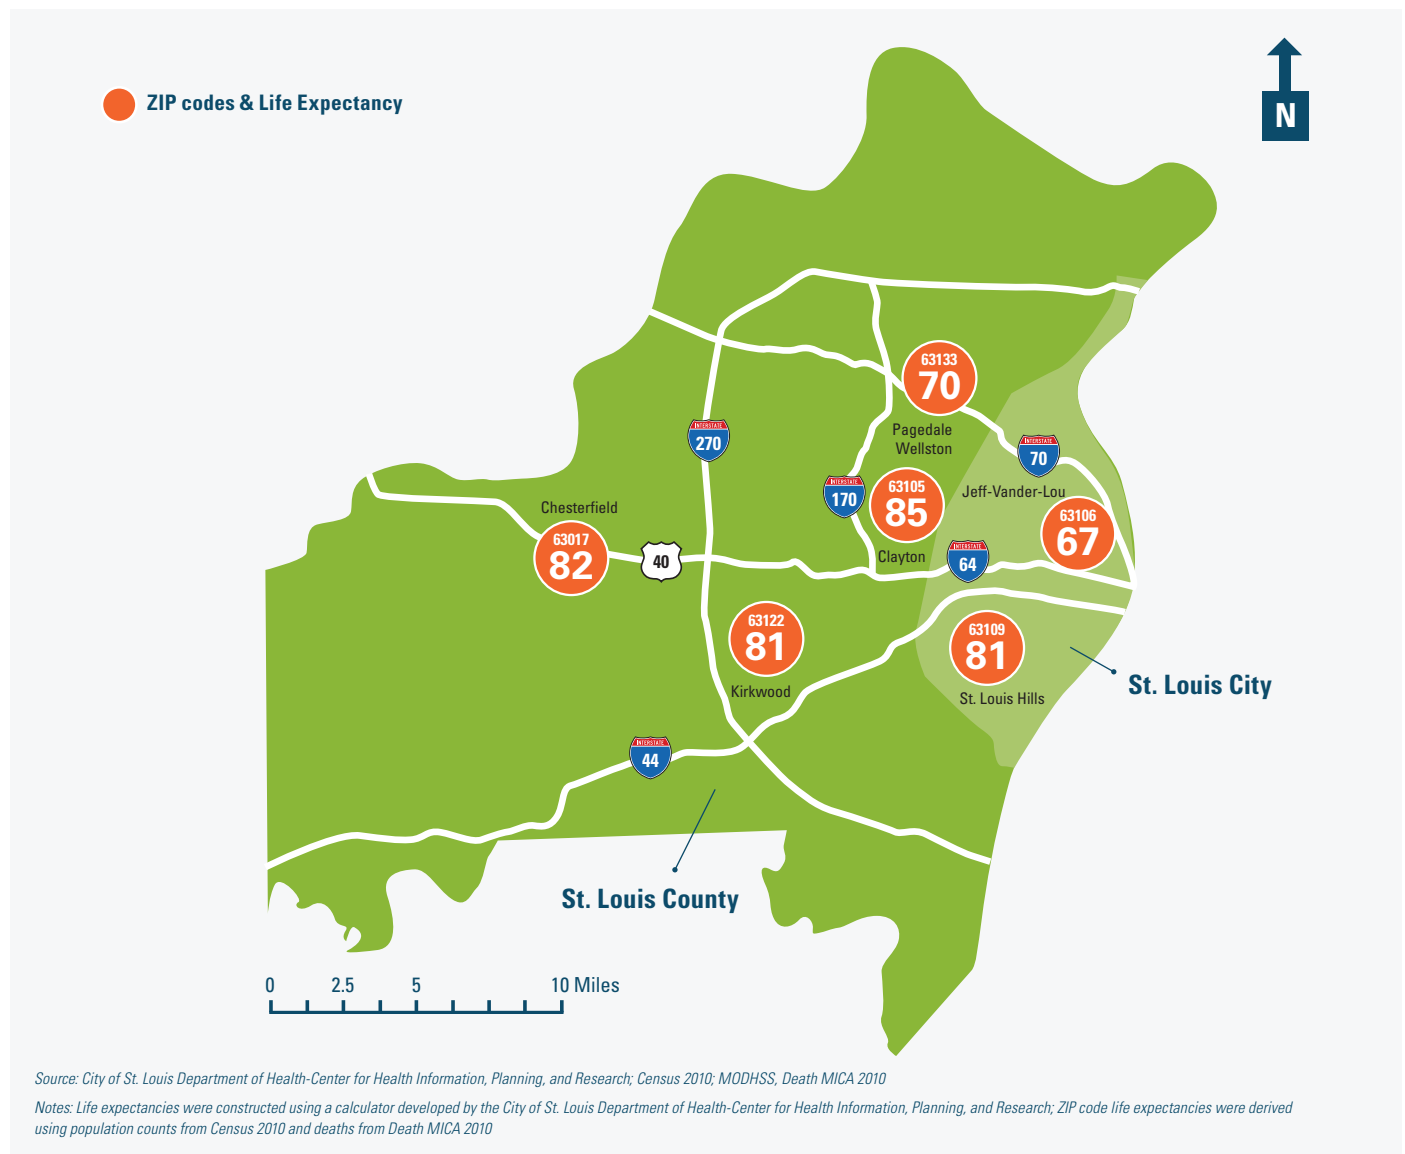 ZIP codes & Life Expectancy
N
63133
70
Pagedale
Wellston
INTERSTATE
270
INTERSTATE
70
INTERSTATE
170
63105
85
Clayton
Jeff-Vander-Lou
63106
67
Chesterfield
63017
82
40
INTERSTATE
64
63122
81
Kirkwood
63109
81
St. Louis Hills
St. Louis City
INTERSTATE
44
St. Louis County
0 2.5 5 10 Miles
Source: City of St. Louis Department of Health-Center for Health Information, Planning, and Research; Census 2010; MODHSS, Death MICA 2010
Notes: Life expectancies were constructed using a calculator developed by the City of St. Louis Department of Health-Center for Health Information, Planning, and Research; ZIP code life expectancies were derived
using population counts from Census 2010 and deaths from Death MICA 2010